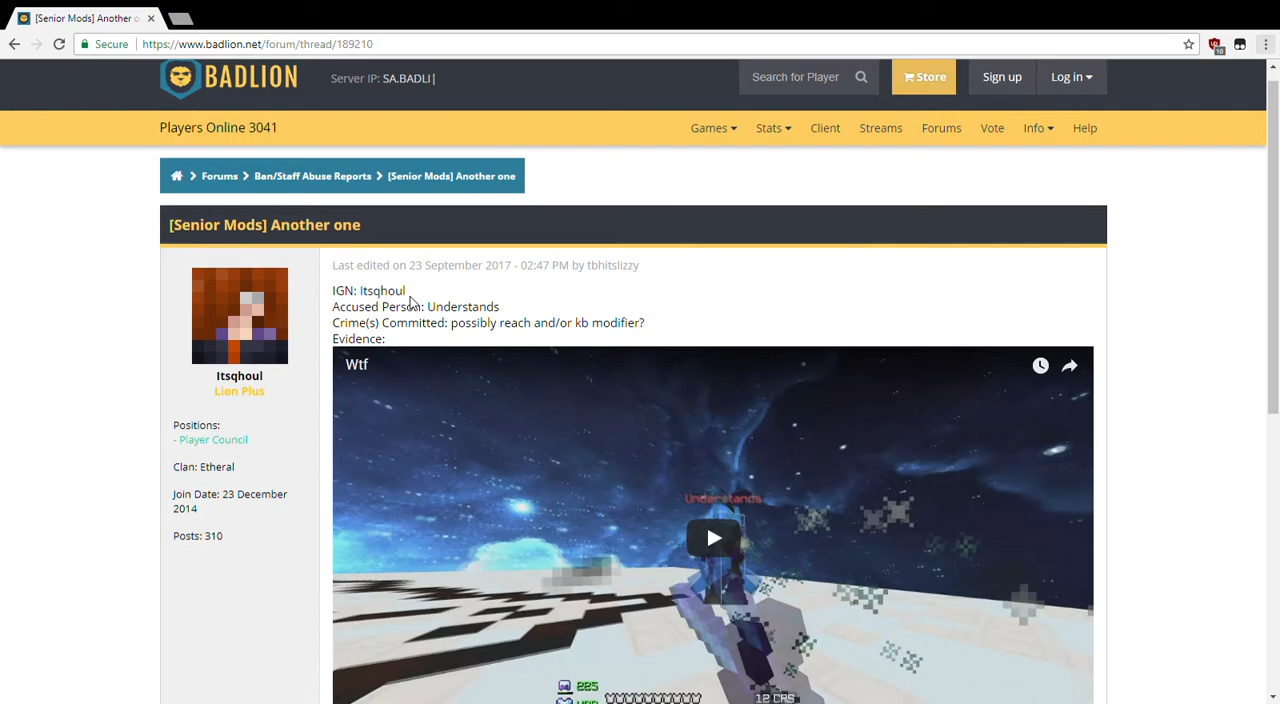 [Senior Mods] Another o
Secure
https://www.badlion.net/forum/thread/189210
10
BADLION
Server IP: SA.BADLI|
Search for Player
Store
Sign up
Log in
Players Online 3041
Games
Stats
Client
Streams
Forums
Vote
Info
Help
Forums
Ban/Staff Abuse Reports
[Senior Mods] Another one
[Senior Mods] Another one
Itsqhoul
Lion Plus
Positions:
- Player Council
Clan: Etheral
Join Date: 23 December
2014
Posts: 310
Last edited on 23 September 2017 - 02:47 PM by tbhitslizzy
IGN: Itsqhoul
Accused Person: Understands
Crime(s) Committed: possibly reach and/or kb modifier?
Evidence:
Wtf
Understands
225
12 CPS